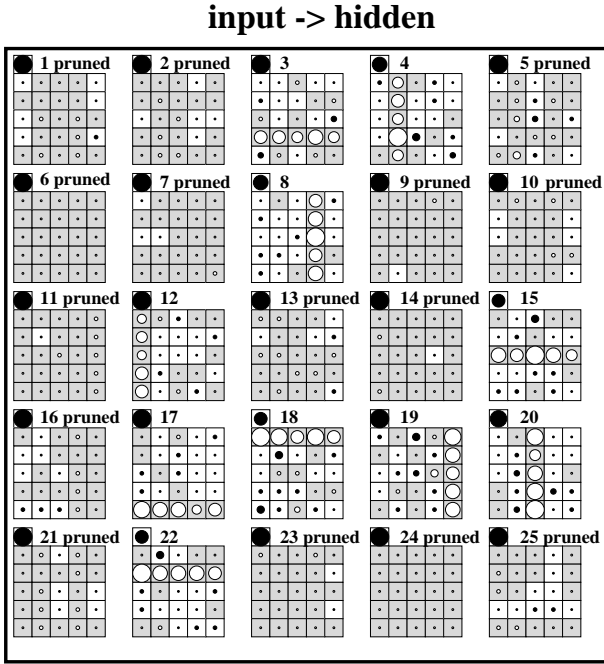 input -> hidden
1 pruned 2 pruned 3 4 5 pruned
6 pruned 7 pruned 8 9 pruned 10 pruned
11 pruned 12 13 pruned 14 pruned 15
16 pruned 17 18 19 20
21 pruned 22 23 pruned 24 pruned 25 pruned